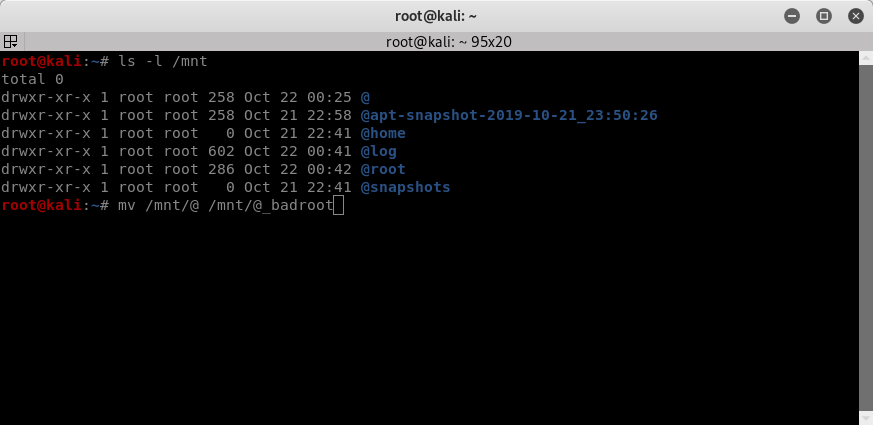 root@kali: ~
root@kali: ~ 95x20
root@kali:~# ls -l /mnt
total 0
drwxr-xr-x 1 root root 258 Oct 22 00:25 @
drwxr-xr-x 1 root root 258 Oct 21 22:58 @apt-snapshot-2019-10-21_23:50:26
drwxr-xr-x 1 root root   0 Oct 21 22:41 @home
drwxr-xr-x 1 root root 602 Oct 22 00:41 @log
drwxr-xr-x 1 root root 286 Oct 22 00:42 @root
drwxr-xr-x 1 root root   0 Oct 21 22:41 @snapshots
root@kali:~# mv /mnt/@ /mnt/@_badroot